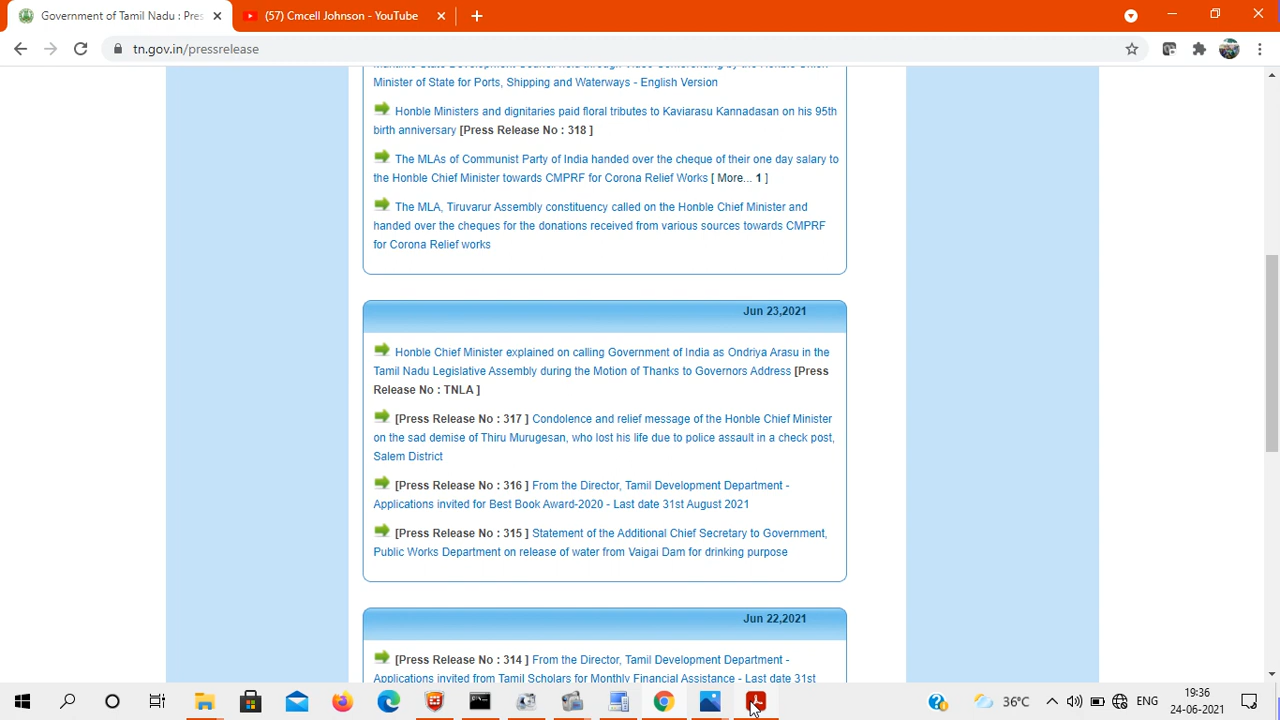 Government of Tamil Nadu : Pres
(57) Cmcell Johnson - YouTube
tn.gov.in/pressrelease
Maritime State Development Council held through Video Conferencing by the Honble Union
Minister of State for Ports, Shipping and Waterways - English Version
Honble Ministers and dignitaries paid floral tributes to Kaviarasu Kannadasan on his 95th
birth anniversary [Press Release No : 318 ]
The MLAs of Communist Party of India handed over the cheque of their one day salary to
the Honble Chief Minister towards CMPRF for Corona Relief Works [ More... 1 ]
The MLA, Tiruvarur Assembly constituency called on the Honble Chief Minister and
handed over the cheques for the donations received from various sources towards CMPRF
for Corona Relief works
Jun 23,2021
Honble Chief Minister explained on calling Government of India as Ondriya Arasu in the
Tamil Nadu Legislative Assembly during the Motion of Thanks to Governors Address [Press
Release No : TNLA ]
[Press Release No : 317 ] Condolence and relief message of the Honble Chief Minister
on the sad demise of Thiru Murugesan, who lost his life due to police assault in a check post,
Salem District
[Press Release No : 316 ] From the Director, Tamil Development Department -
Applications invited for Best Book Award-2020 - Last date 31st August 2021
[Press Release No : 315 ] Statement of the Additional Chief Secretary to Government,
Public Works Department on release of water from Vaigai Dam for drinking purpose
Jun 22,2021
[Press Release No : 314 ] From the Director, Tamil Development Department -
Applications invited from Tamil Scholars for Monthly Financial Assistance - Last date 31st
36°C
ENG
19:36
24-06-2021